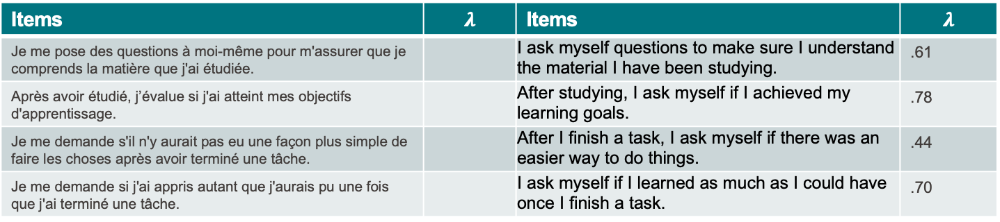 Items λ Items λ
Je me pose des questions à moi-même pour m'assurer que je
comprends la matière que j'ai étudiée.
I ask myself questions to make sure I understand
the material I have been studying.
.61
Après avoir étudié, j’évalue si j'ai atteint mes objectifs
d'apprentissage.
After studying, I ask myself if I achieved my
learning goals.
.78
Je me demande s'il n'y aurait pas eu une façon plus simple de
faire les choses après avoir terminé une tâche.
After I finish a task, I ask myself if there was an
easier way to do things.
.44
Je me demande si j'ai appris autant que j'aurais pu une fois
que j'ai terminé une tâche.
I ask myself if I learned as much as I could have
once I finish a task.
.70